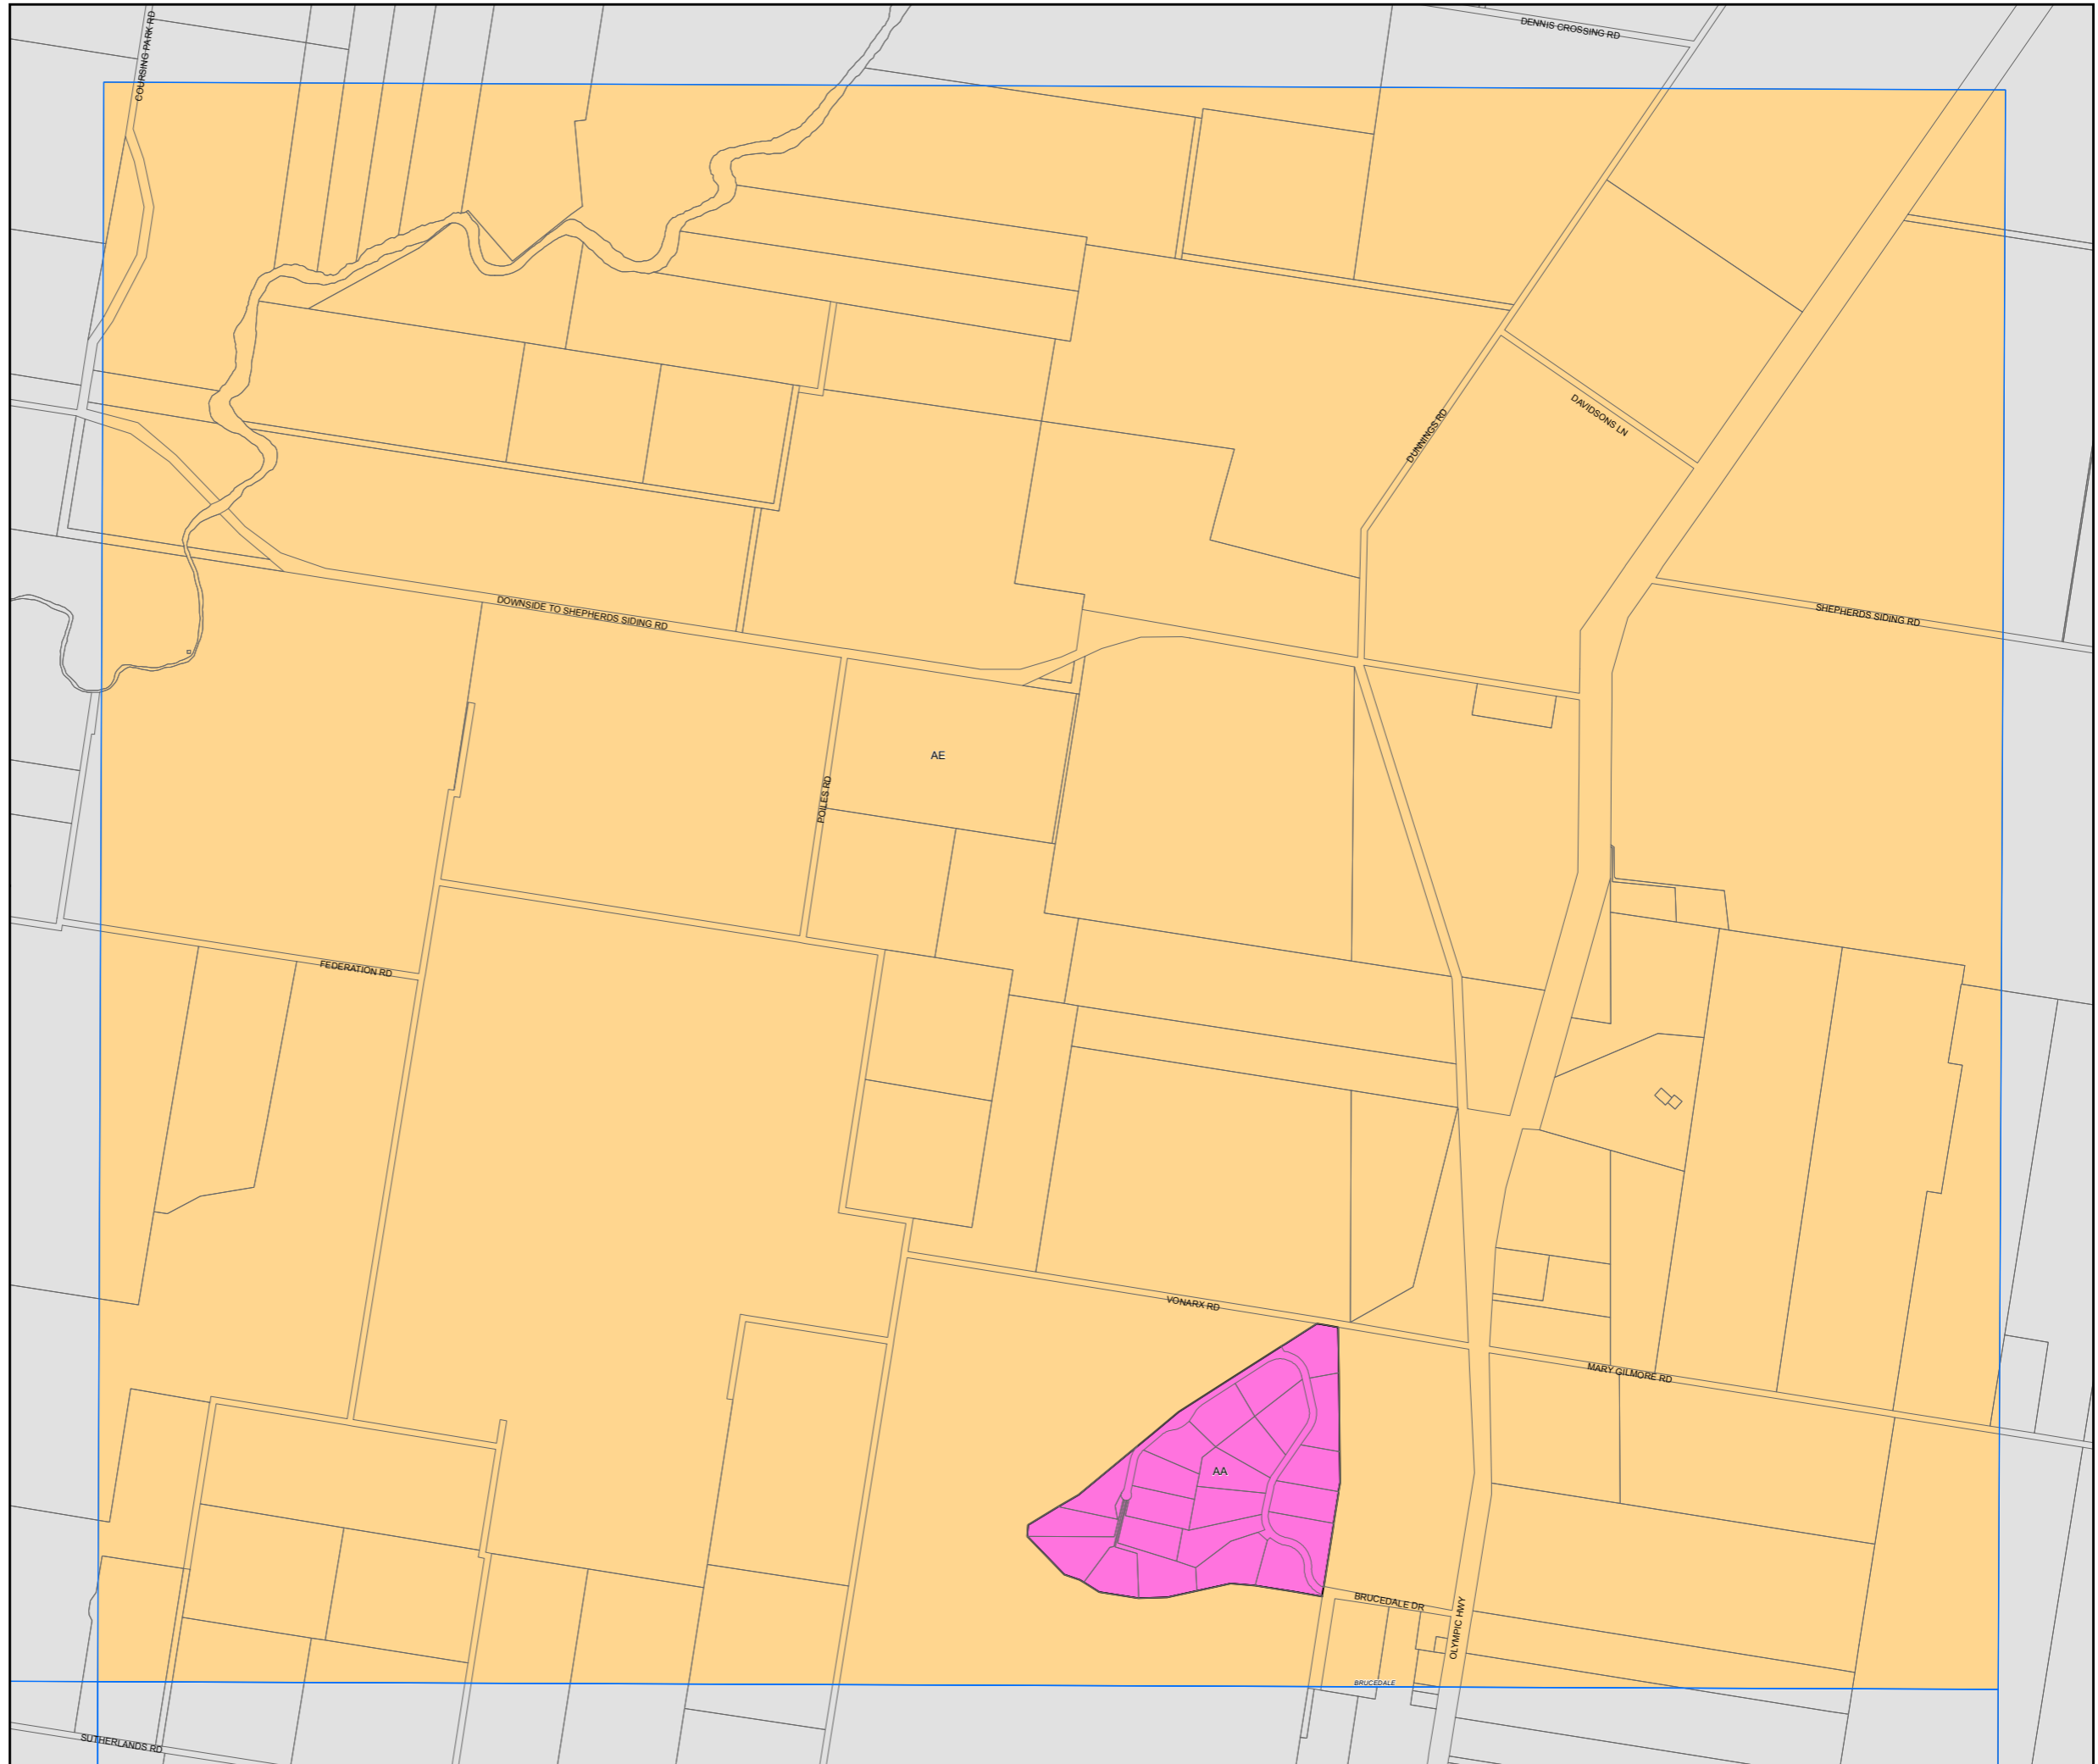 COURSING PARK RD
DENNIS CROSSING RD
DUNNINGS RD
DAVIDSONS LN
DOWNSIDE TO SHEPHERDS SIDING RD
SHEPHERDS SIDING RD
AE
POILES RD
FEDERATION RD
VONARX RD
MARY GILMORE RD
AA
BRUCEDALE DR
OLYMPIC HWY
BRUCEDALE
SUTHERLANDS RD